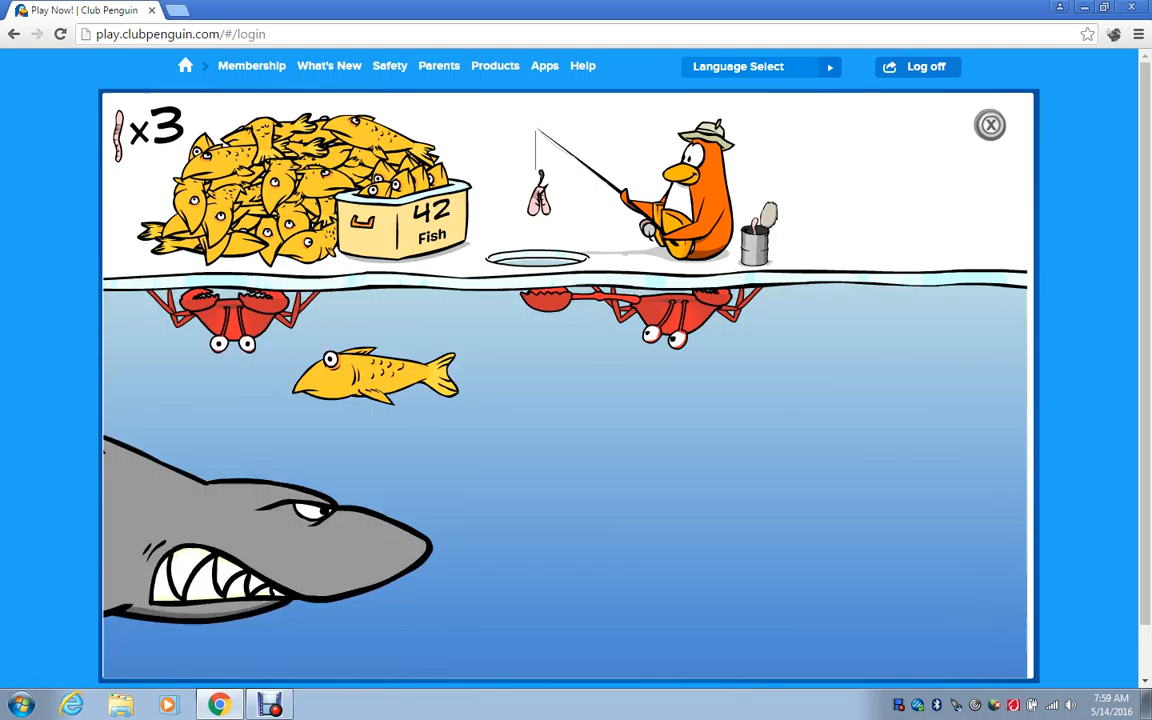 Play Now! | Club Penguin
play.clubpenguin.com/#/login
Membership What's New Safety Parents Products Apps Help Language Select Log off
x3
42
Fish
7:59 AM
5/14/2016